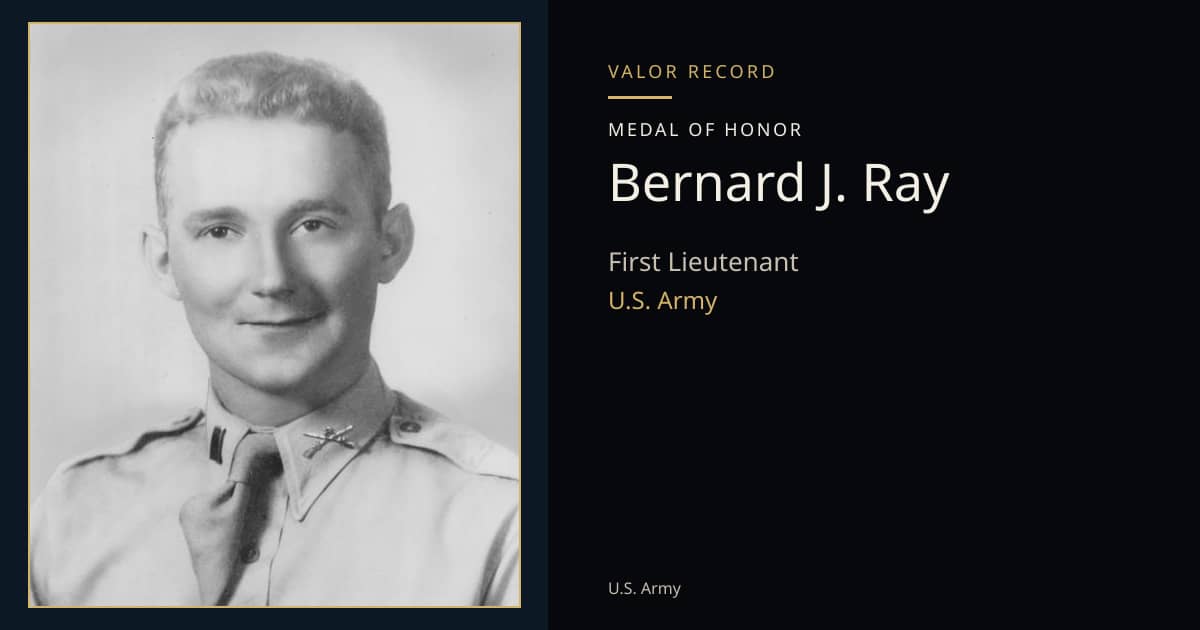 VALOR RECORD
MEDAL OF HONOR
Bernard J. Ray
First Lieutenant
U.S. Army
U.S. Army